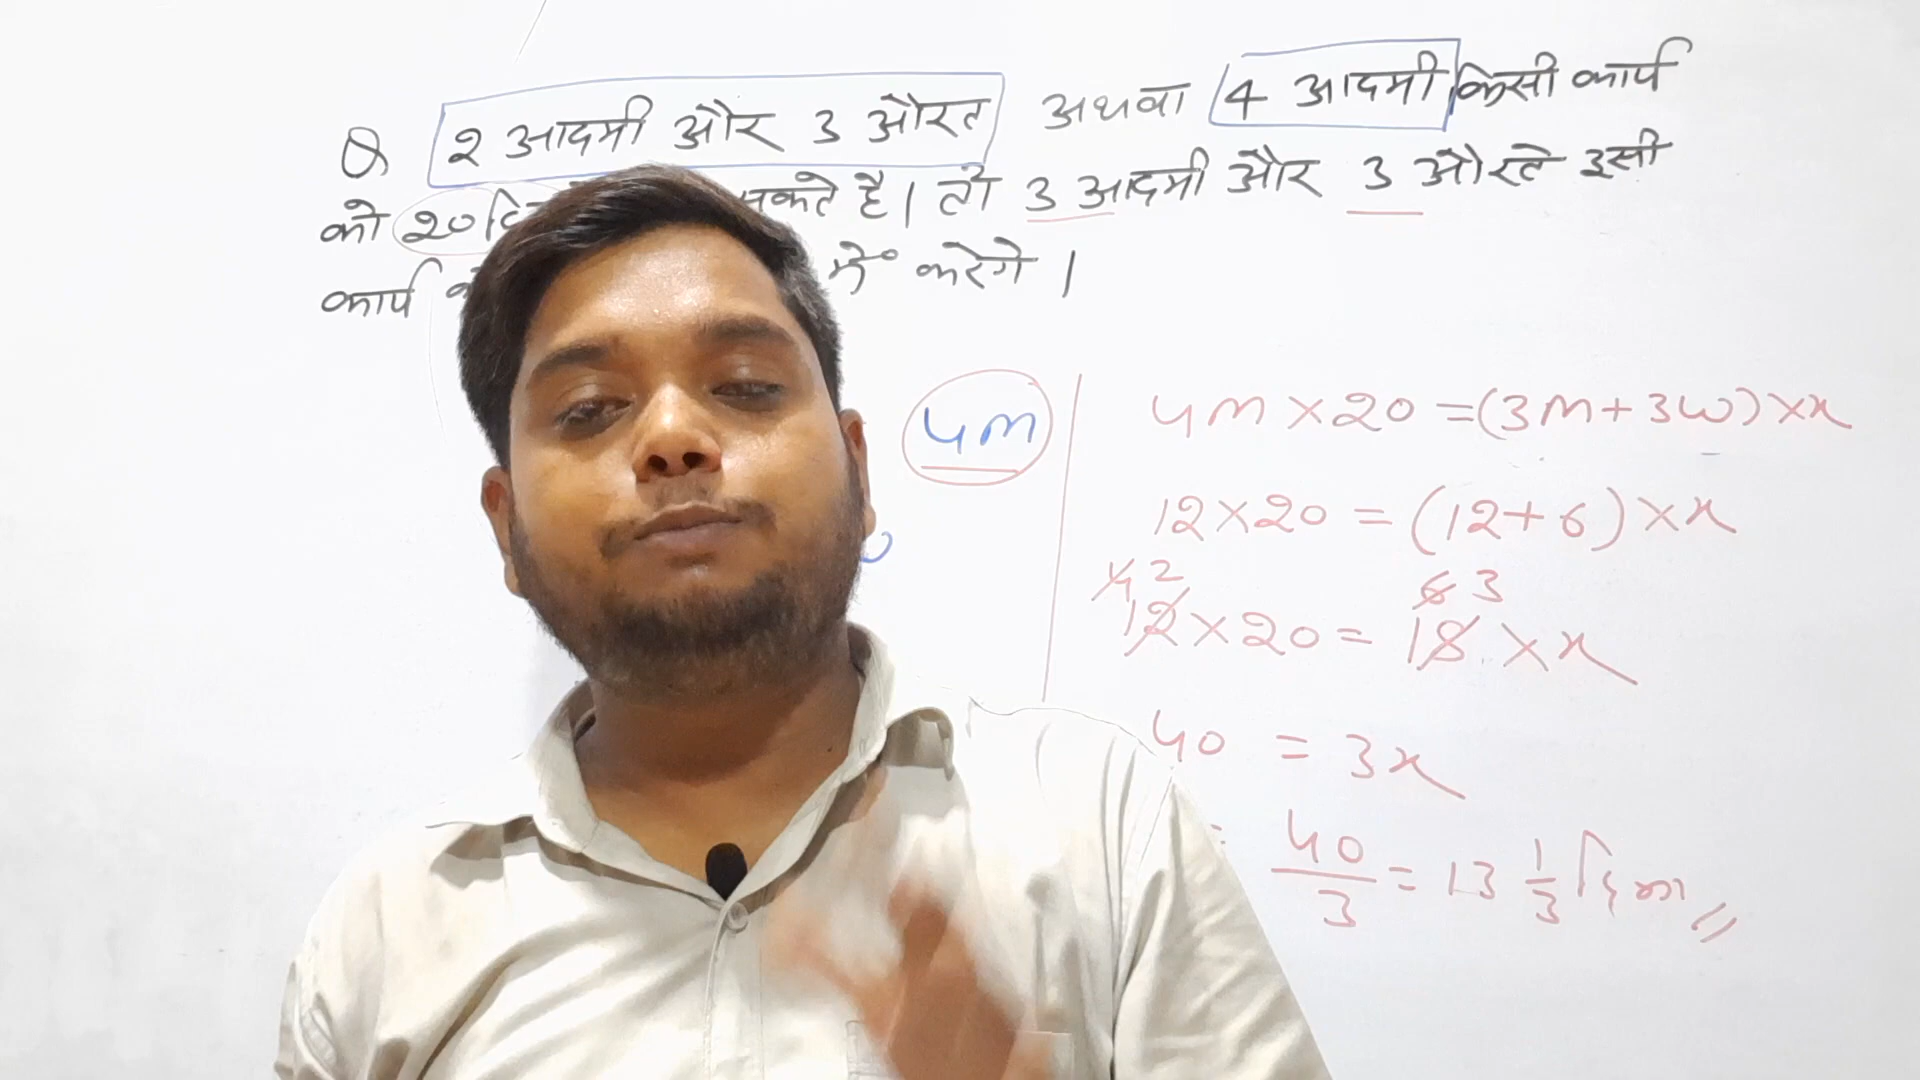 Q 2 आदमी और 3 औरत अथवा 4 आदमी किसी कार्य
को 20 सकते है। तो 3 आदमी और 3 औरते इसी
कार्य में करेगे।
4m
4m × 20 = (3m + 3w) × x
12 × 20 = (12 + 6) × x
4 2 6 3
12 × 20 = 18 × x
40 = 3x
= 40/3 = 13 1/3 दिन